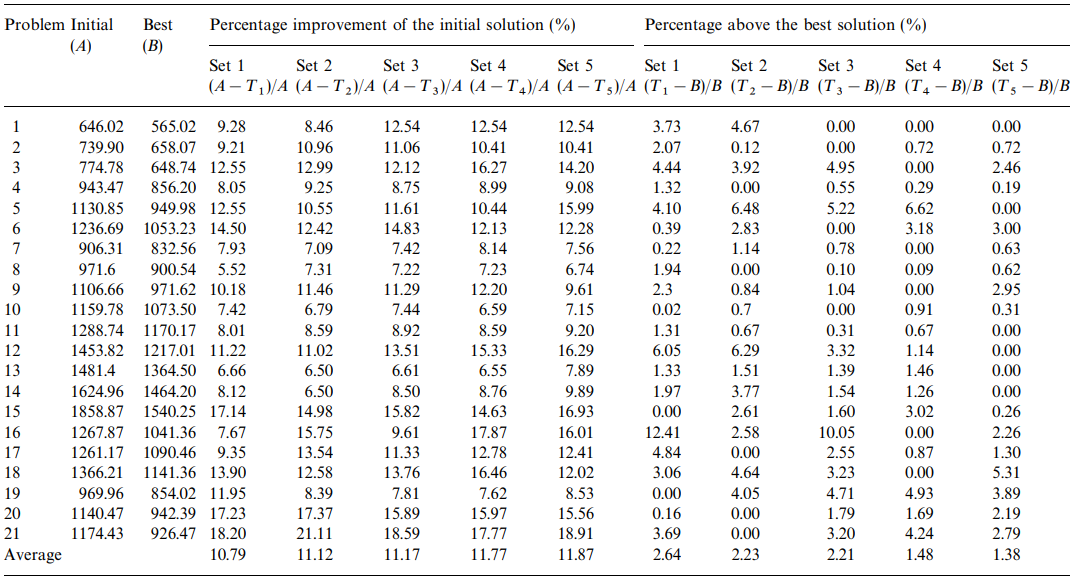 Problem Initial Best Percentage improvement of the initial solution (%) Percentage above the best solution (%)
(A) (B)
Set 1 Set 2 Set 3 Set 4 Set 5 Set 1 Set 2 Set 3 Set 4 Set 5
(A − T₁)/A (A − T₂)/A (A − T₃)/A (A − T₄)/A (A − T₅)/A (T₁ − B)/B (T₂ − B)/B (T₃ − B)/B (T₄ − B)/B (T₅ − B)/B
1 646.02 565.02 9.28 8.46 12.54 12.54 12.54 3.73 4.67 0.00 0.00 0.00
2 739.90 658.07 9.21 10.96 11.06 10.41 10.41 2.07 0.12 0.00 0.72 0.72
3 774.78 648.74 12.55 12.99 12.12 16.27 14.20 4.44 3.92 4.95 0.00 2.46
4 943.47 856.20 8.05 9.25 8.75 8.99 9.08 1.32 0.00 0.55 0.29 0.19
5 1130.85 949.98 12.55 10.55 11.61 10.44 15.99 4.10 6.48 5.22 6.62 0.00
6 1236.69 1053.23 14.50 12.42 14.83 12.13 12.28 0.39 2.83 0.00 3.18 3.00
7 906.31 832.56 7.93 7.09 7.42 8.14 7.56 0.22 1.14 0.78 0.00 0.63
8 971.6 900.54 5.52 7.31 7.22 7.23 6.74 1.94 0.00 0.10 0.09 0.62
9 1106.66 971.62 10.18 11.46 11.29 12.20 9.61 2.3 0.84 1.04 0.00 2.95
10 1159.78 1073.50 7.42 6.79 7.44 6.59 7.15 0.02 0.7 0.00 0.91 0.31
11 1288.74 1170.17 8.01 8.59 8.92 8.59 9.20 1.31 0.67 0.31 0.67 0.00
12 1453.82 1217.01 11.22 11.02 13.51 15.33 16.29 6.05 6.29 3.32 1.14 0.00
13 1481.4 1364.50 6.66 6.50 6.61 6.55 7.89 1.33 1.51 1.39 1.46 0.00
14 1624.96 1464.20 8.12 6.50 8.50 8.76 9.89 1.97 3.77 1.54 1.26 0.00
15 1858.87 1540.25 17.14 14.98 15.82 14.63 16.93 0.00 2.61 1.60 3.02 0.26
16 1267.87 1041.36 7.67 15.75 9.61 17.87 16.01 12.41 2.58 10.05 0.00 2.26
17 1261.17 1090.46 9.35 13.54 11.33 12.78 12.41 4.84 0.00 2.55 0.87 1.30
18 1366.21 1141.36 13.90 12.58 13.76 16.46 12.02 3.06 4.64 3.23 0.00 5.31
19 969.96 854.02 11.95 8.39 7.81 7.62 8.53 0.00 4.05 4.71 4.93 3.89
20 1140.47 942.39 17.23 17.37 15.89 15.97 15.56 0.16 0.00 1.79 1.69 2.19
21 1174.43 926.47 18.20 21.11 18.59 17.77 18.91 3.69 0.00 3.20 4.24 2.79
Average 10.79 11.12 11.17 11.77 11.87 2.64 2.23 2.21 1.48 1.38